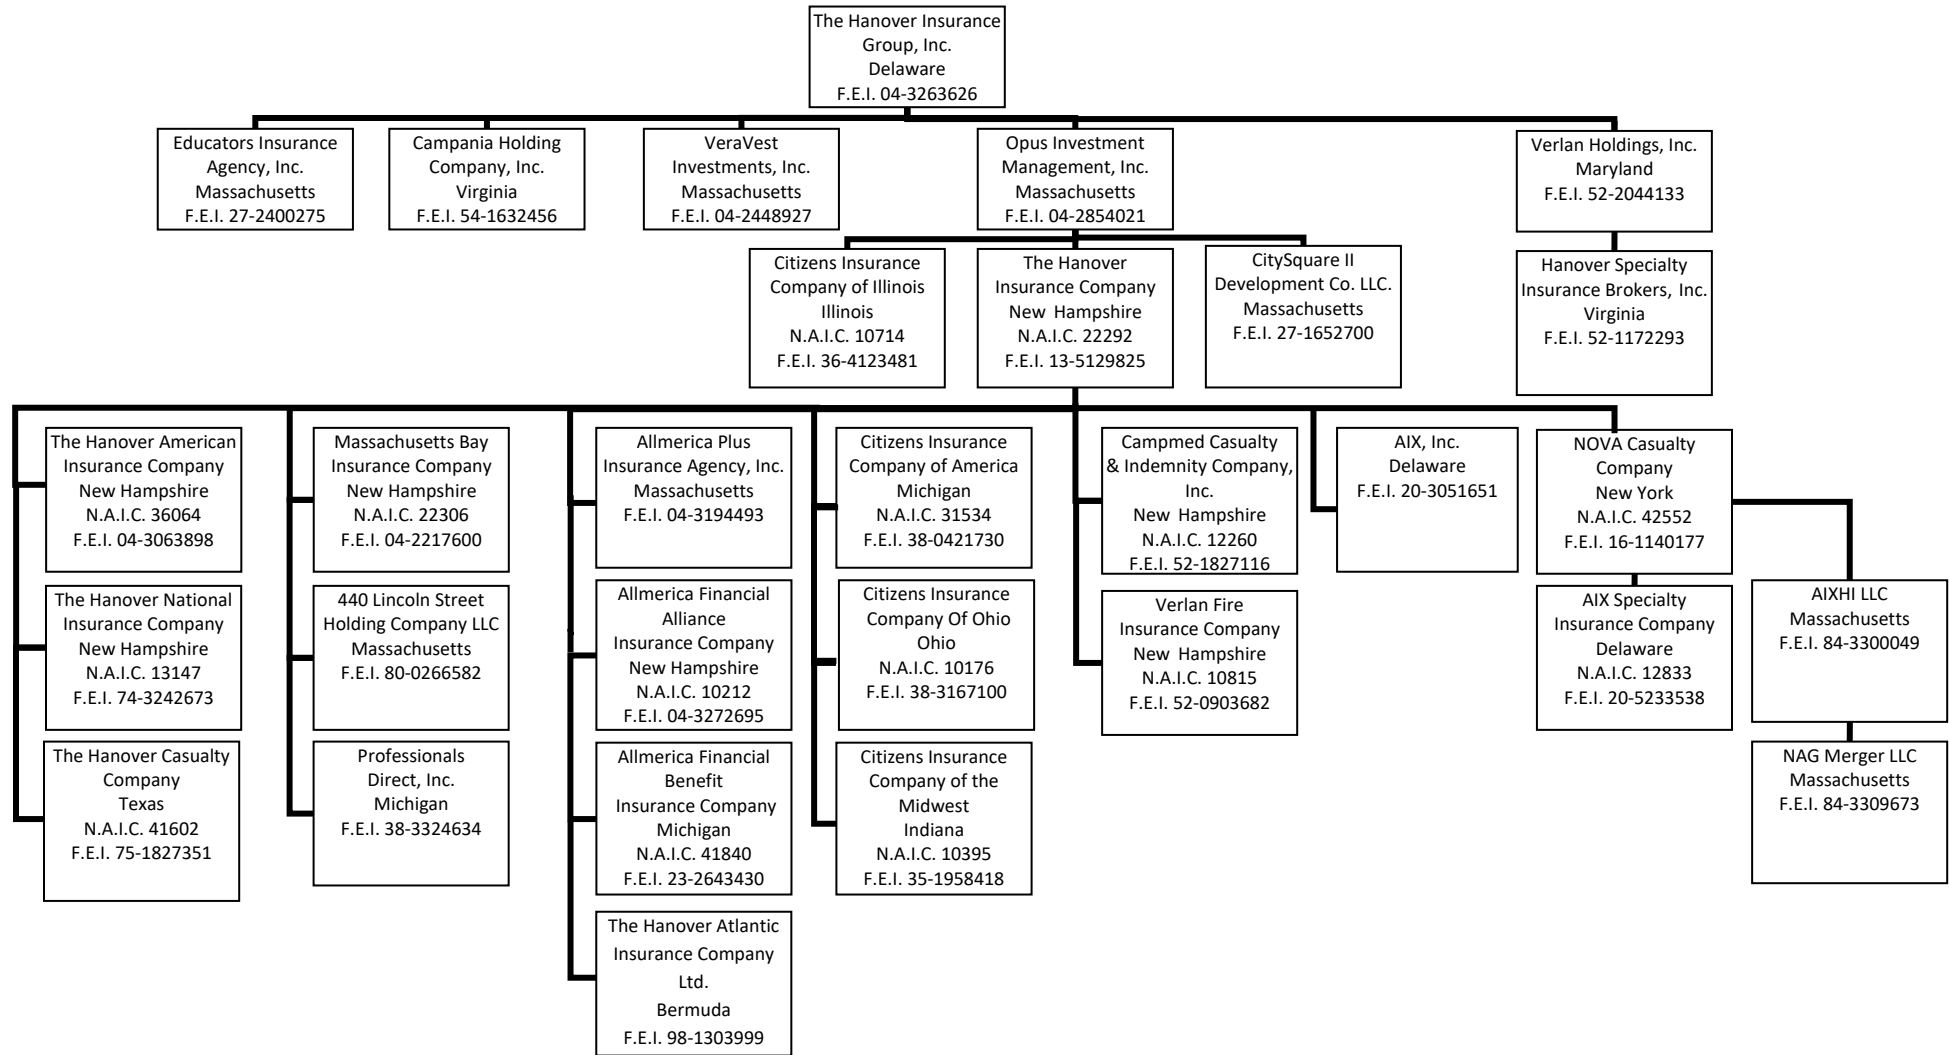 The Hanover Insurance
Group, Inc.
Delaware
F.E.I. 04-3263626
Educators Insurance
Agency, Inc.
Massachusetts
F.E.I. 27-2400275
Campania Holding
Company, Inc.
Virginia
F.E.I. 54-1632456
VeraVest
Investments, Inc.
Massachusetts
F.E.I. 04-2448927
Opus Investment
Management, Inc.
Massachusetts
F.E.I. 04-2854021
Verlan Holdings, Inc.
Maryland
F.E.I. 52-2044133
Citizens Insurance
Company of Illinois
Illinois
N.A.I.C. 10714
F.E.I. 36-4123481
The Hanover
Insurance Company
New Hampshire
N.A.I.C. 22292
F.E.I. 13-5129825
CitySquare II
Development Co. LLC.
Massachusetts
F.E.I. 27-1652700
Hanover Specialty
Insurance Brokers, Inc.
Virginia
F.E.I. 52-1172293
The Hanover American
Insurance Company
New Hampshire
N.A.I.C. 36064
F.E.I. 04-3063898
Massachusetts Bay
Insurance Company
New Hampshire
N.A.I.C. 22306
F.E.I. 04-2217600
Allmerica Plus
Insurance Agency, Inc.
Massachusetts
F.E.I. 04-3194493
Citizens Insurance
Company of America
Michigan
N.A.I.C. 31534
F.E.I. 38-0421730
Campmed Casualty
& Indemnity Company,
Inc.
New Hampshire
N.A.I.C. 12260
F.E.I. 52-1827116
AIX, Inc.
Delaware
F.E.I. 20-3051651
NOVA Casualty
Company
New York
N.A.I.C. 42552
F.E.I. 16-1140177
The Hanover National
Insurance Company
New Hampshire
N.A.I.C. 13147
F.E.I. 74-3242673
440 Lincoln Street
Holding Company LLC
Massachusetts
F.E.I. 80-0266582
Allmerica Financial
Alliance
Insurance Company
New Hampshire
N.A.I.C. 10212
F.E.I. 04-3272695
Citizens Insurance
Company Of Ohio
Ohio
N.A.I.C. 10176
F.E.I. 38-3167100
Verlan Fire
Insurance Company
New Hampshire
N.A.I.C. 10815
F.E.I. 52-0903682
AIX Specialty
Insurance Company
Delaware
N.A.I.C. 12833
F.E.I. 20-5233538
AIXHI LLC
Massachusetts
F.E.I. 84-3300049
The Hanover Casualty
Company
Texas
N.A.I.C. 41602
F.E.I. 75-1827351
Professionals
Direct, Inc.
Michigan
F.E.I. 38-3324634
Allmerica Financial
Benefit
Insurance Company
Michigan
N.A.I.C. 41840
F.E.I. 23-2643430
Citizens Insurance
Company of the
Midwest
Indiana
N.A.I.C. 10395
F.E.I. 35-1958418
NAG Merger LLC
Massachusetts
F.E.I. 84-3309673
The Hanover Atlantic
Insurance Company
Ltd.
Bermuda
F.E.I. 98-1303999